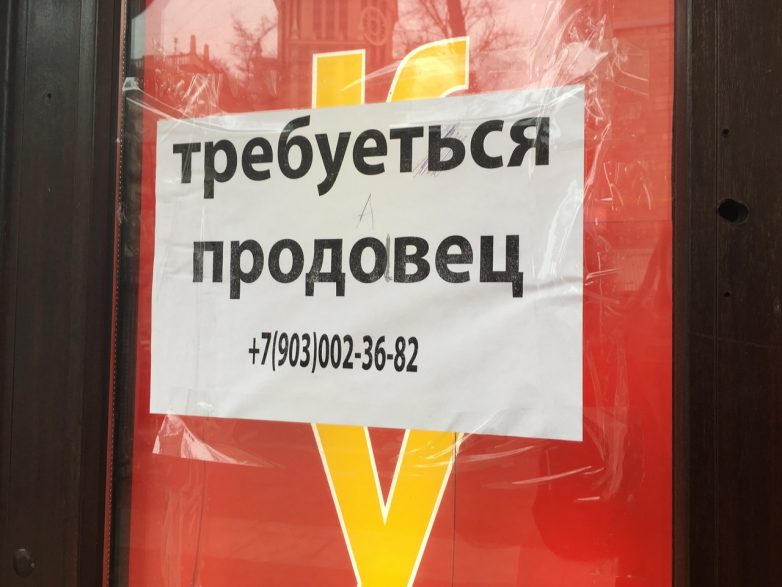 требуеться
продовец
+7(903)002-36-82